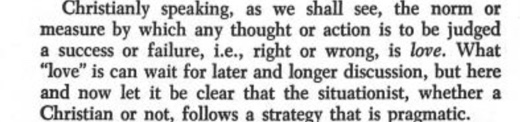 Christianly speaking, as we shall see, the norm or
measure by which any thought or action is to be judged
a success or failure, i.e., right or wrong, is love. What
"love" is can wait for later and longer discussion, but here
and now let it be clear that the situationist, whether a
Christian or not, follows a strategy that is pragmatic.